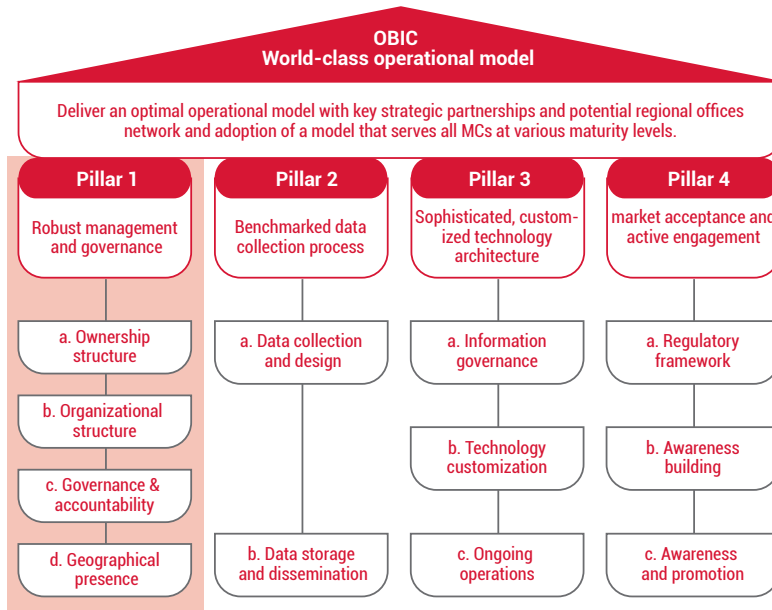 OBIC
World-class operational model
Deliver an optimal operational model with key strategic partnerships and potential regional offices
network and adoption of a model that serves all MCs at various maturity levels.
Pillar 1
Robust management
and governance
a. Ownership
structure
b. Organizational
structure
c. Governance &
accountability
d. Geographical
presence
Pillar 2
Benchmarked data
collection process
a. Data collection
and design
b. Data storage
and dissemination
Pillar 3
Sophisticated, custom-
ized technology
architecture
a. Information
governance
b. Technology
customization
c. Ongoing
operations
Pillar 4
market acceptance and
active engagement
a. Regulatory
framework
b. Awareness
building
c. Awareness
and promotion